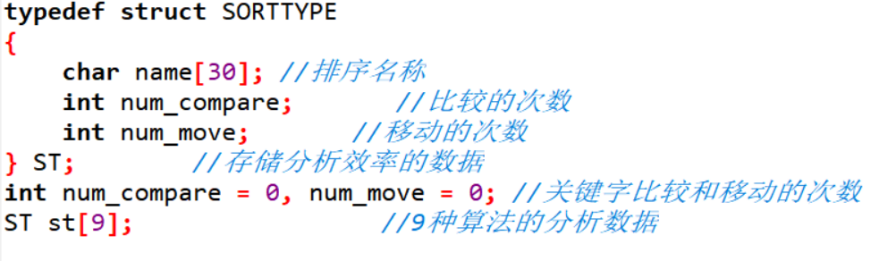 typedef struct SORTTYPE
{
    char name[30]; //排序名称
    int num_compare;       //比较的次数
    int num_move;       //移动的次数
} ST;        //存储分析效率的数据
int num_compare = 0, num_move = 0; //关键字比较和移动的次数
ST st[9];                 //9种算法的分析数据